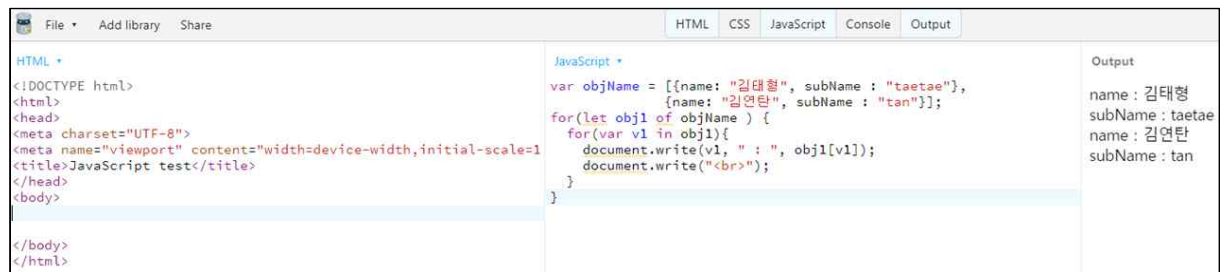 File ▾ Add library Share HTML CSS JavaScript Console Output
HTML ▾
<!DOCTYPE html>
<html>
<head>
<meta charset="UTF-8">
<meta name="viewport" content="width=device-width,initial-scale=1
<title>JavaScript test</title>
</head>
<body>
</body>
</html>
JavaScript ▾
var objName = [{name: "김태형", subName : "taetae"},
{name: "김연탄", subName : "tan"}];
for(let obj1 of objName ) {
for(var v1 in obj1){
document.write(v1, " : ", obj1[v1]);
document.write("<br>");
}
}
Output
name : 김태형
subName : taetae
name : 김연탄
subName : tan